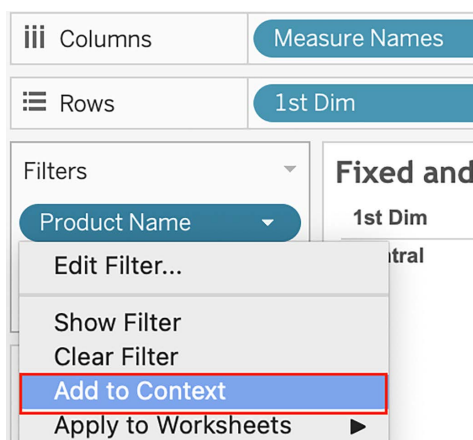 Columns
Measure Names
Rows
1st Dim
Filters
Fixed and
Product Name
1st Dim
Edit Filter...
Show Filter
Clear Filter
Add to Context
Apply to Worksheets